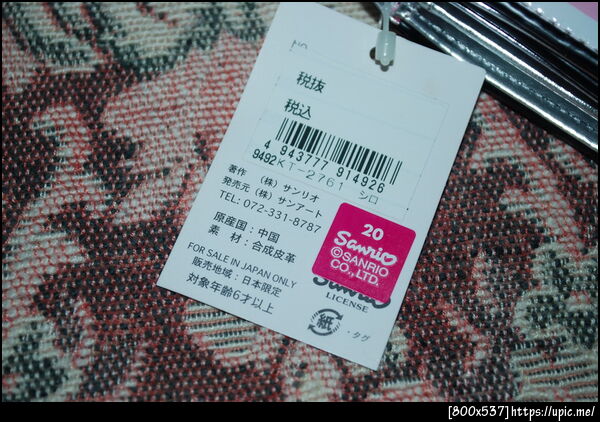 税抜
税込
4 943777 914926
9492KT-2761 シロ
著作 （株）サンリオ
発売元（株）サンアート
TEL: 072-331-8787
原産国：中国
素 材：合成皮革
FOR SALE IN JAPAN ONLY
販売地域：日本限定
対象年齢6才以上
20
Sanrio
©SANRIO
CO., LTD.
Sanrio
LICENSE
紙
・タグ
[800x537]https://upic.me/